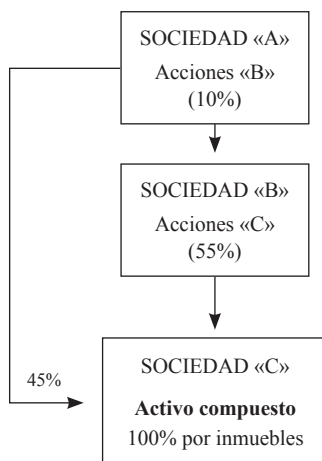 SOCIEDAD «A»
Acciones «B»
(10%)
SOCIEDAD «B»
Acciones «C»
(55%)
45%
SOCIEDAD «C»
Activo compuesto
100% por inmuebles